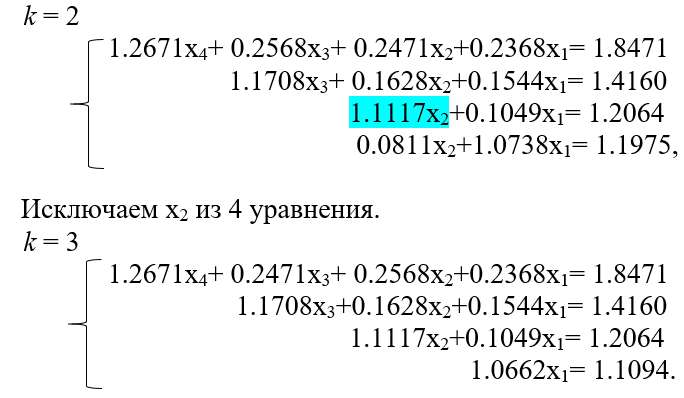 k = 2
1.2671x₄+ 0.2568x₃+ 0.2471x₂+0.2368x₁= 1.8471
1.1708x₃+ 0.1628x₂+0.1544x₁= 1.4160
1.1117x₂+0.1049x₁= 1.2064
0.0811x₂+1.0738x₁= 1.1975,
Исключаем x₂ из 4 уравнения.
k = 3
1.2671x₄+ 0.2471x₃+ 0.2568x₂+0.2368x₁= 1.8471
1.1708x₃+0.1628x₂+0.1544x₁= 1.4160
1.1117x₂+0.1049x₁= 1.2064
1.0662x₁= 1.1094.